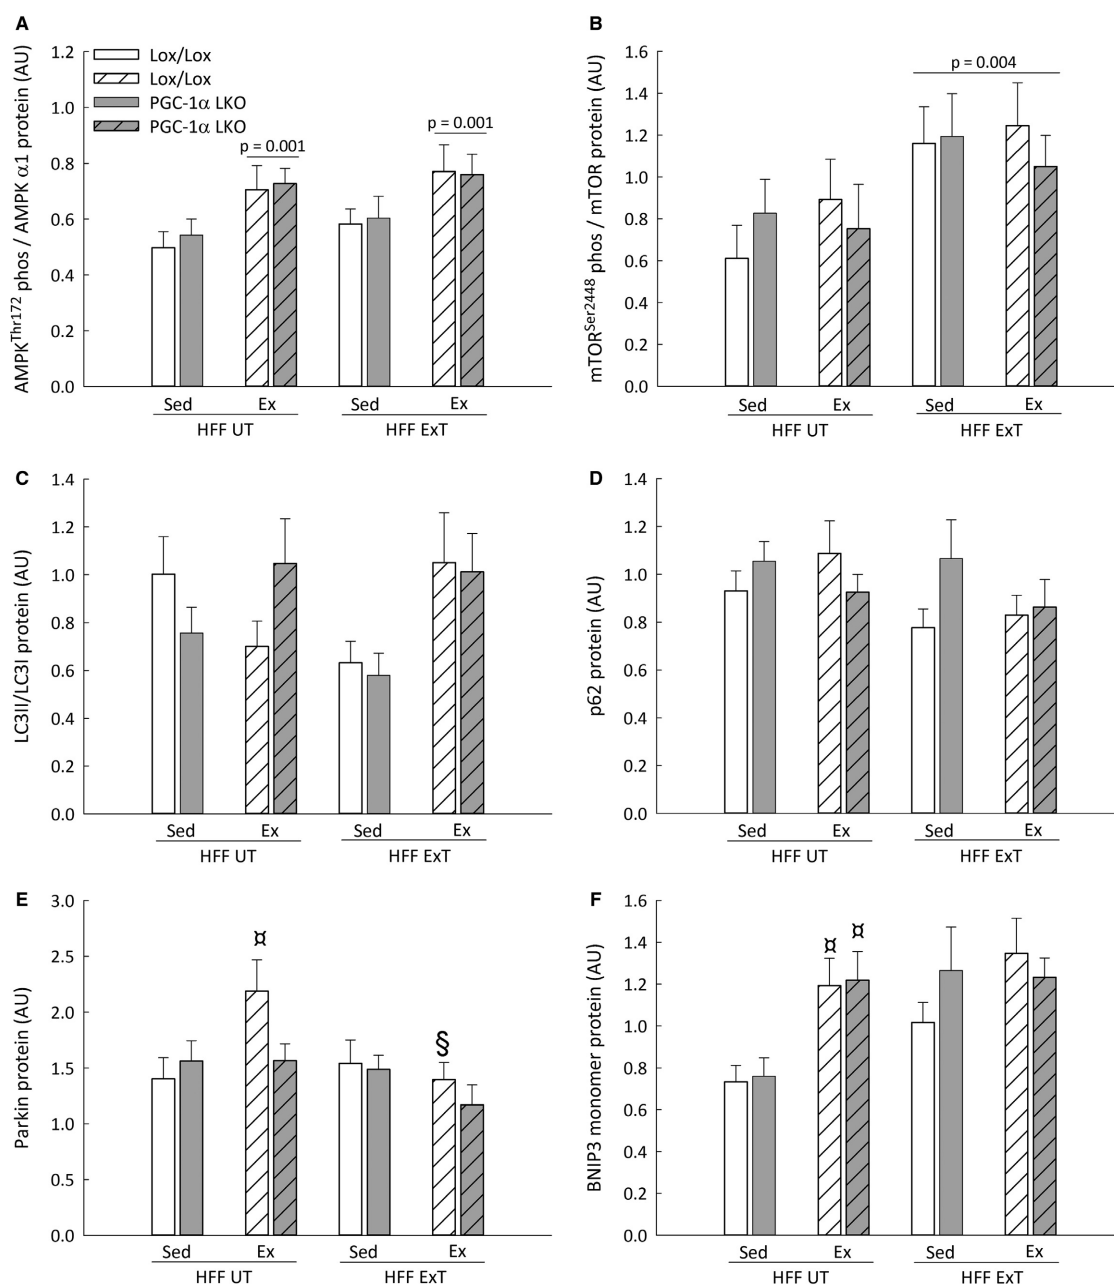 A
AMPKThr172 phos / AMPK α1 protein (AU)
1.2
1.0
0.8
0.6
0.4
0.2
0.0
Lox/Lox
Lox/Lox
PGC-1α LKO
PGC-1α LKO
p = 0.001
p = 0.001
Sed Ex Sed Ex
HFF UT HFF ExT
B
mTORSer2448 phos / mTOR protein (AU)
1.6
1.4
1.2
1.0
0.8
0.6
0.4
0.2
0.0
p = 0.004
Sed Ex Sed Ex
HFF UT HFF ExT
C
LC3II/LC3I protein (AU)
1.4
1.2
1.0
0.8
0.6
0.4
0.2
0.0
Sed Ex Sed Ex
HFF UT HFF ExT
D
p62 protein (AU)
1.4
1.2
1.0
0.8
0.6
0.4
0.2
0.0
Sed Ex Sed Ex
HFF UT HFF ExT
E
Parkin protein (AU)
3.0
2.5
2.0
1.5
1.0
0.5
0.0
¤
§
Sed Ex Sed Ex
HFF UT HFF ExT
F
BNIP3 monomer protein (AU)
1.6
1.4
1.2
1.0
0.8
0.6
0.4
0.2
0.0
¤ ¤
Sed Ex Sed Ex
HFF UT HFF ExT